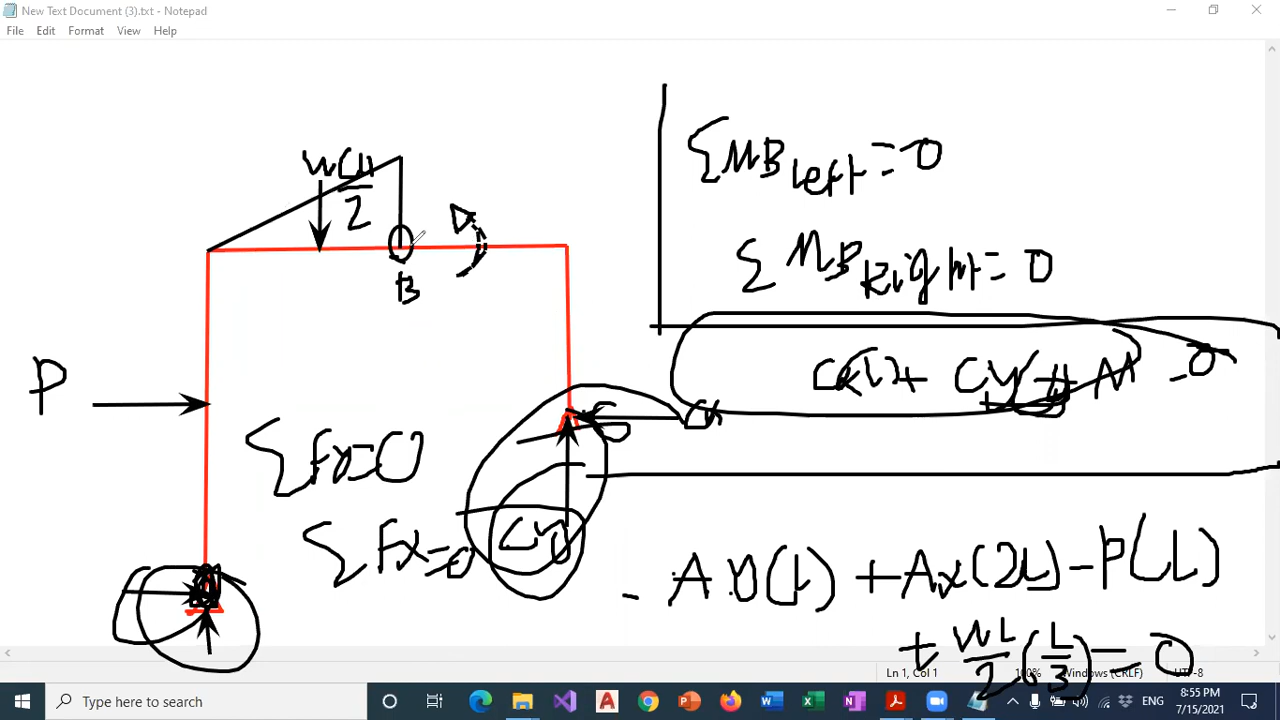 New Text Document (3).txt - Notepad
File Edit Format View Help
ΣMB Left = 0
ΣMB Right = 0
B
P
ΣFx=0
ΣFx=0
Cy
Cx
+ Ax(2L) - P(L)
+ WL/2 (L/3) = 0
Ln 1, Col 1 100% Windows (CRLF) UTF-8
Type here to search
ENG
8:55 PM
7/15/2021